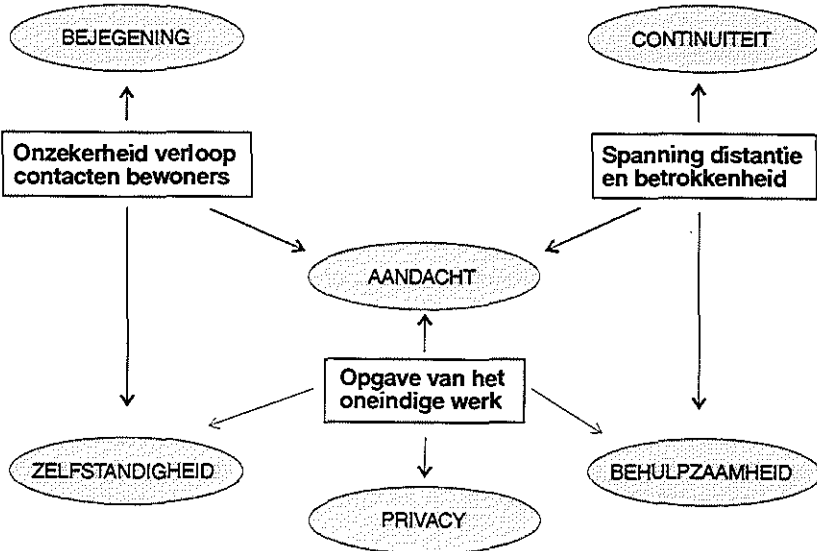 BEJEGENING
CONTINUITEIT
Onzekerheid verloop
contacten bewoners
Spanning distantie
en betrokkenheid
AANDACHT
Opgave van het
oneindige werk
ZELFSTANDIGHEID
BEHULPZAAMHEID
PRIVACY